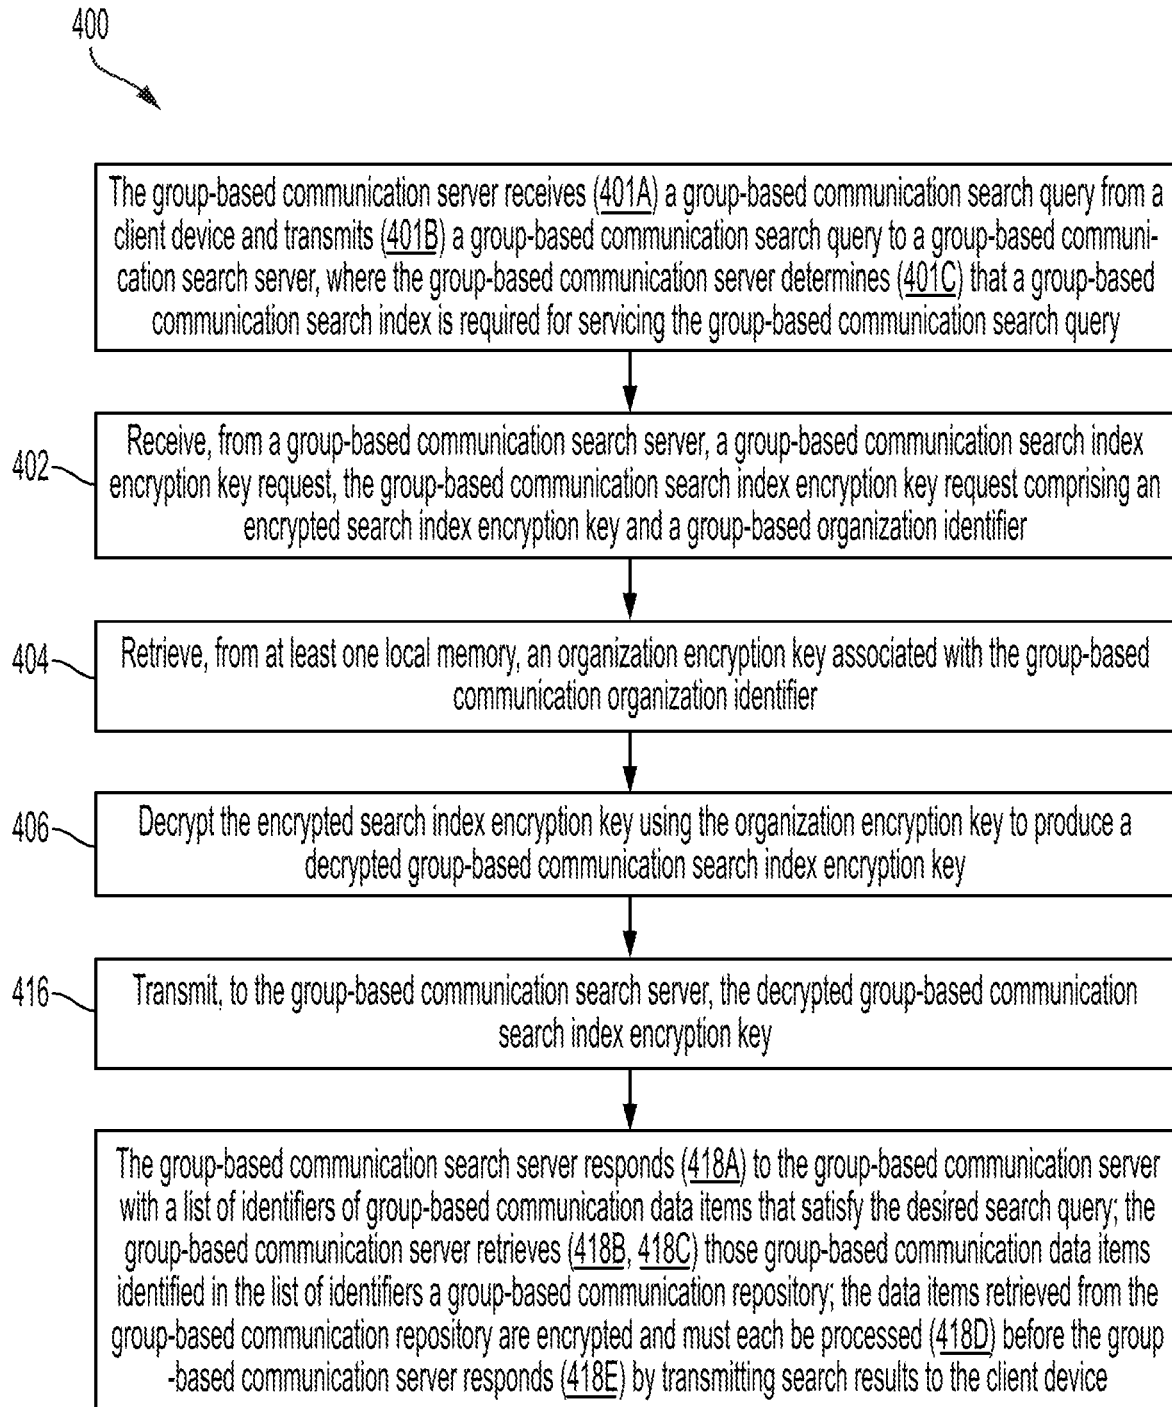 400
The group-based communication server receives (401A) a group-based communication search query from a
client device and transmits (401B) a group-based communication search query to a group-based communi-
cation search server, where the group-based communication server determines (401C) that a group-based
communication search index is required for servicing the group-based communication search query
402
Receive, from a group-based communication search server, a group-based communication search index
encryption key request, the group-based communication search index encryption key request comprising an
encrypted search index encryption key and a group-based organization identifier
404
Retrieve, from at least one local memory, an organization encryption key associated with the group-based
communication organization identifier
406
Decrypt the encrypted search index encryption key using the organization encryption key to produce a
decrypted group-based communication search index encryption key
416
Transmit, to the group-based communication search server, the decrypted group-based communication
search index encryption key
The group-based communication search server responds (418A) to the group-based communication server
with a list of identifiers of group-based communication data items that satisfy the desired search query; the
group-based communication server retrieves (418B, 418C) those group-based communication data items
identified in the list of identifiers a group-based communication repository; the data items retrieved from the
group-based communication repository are encrypted and must each be processed (418D) before the group
-based communication server responds (418E) by transmitting search results to the client device